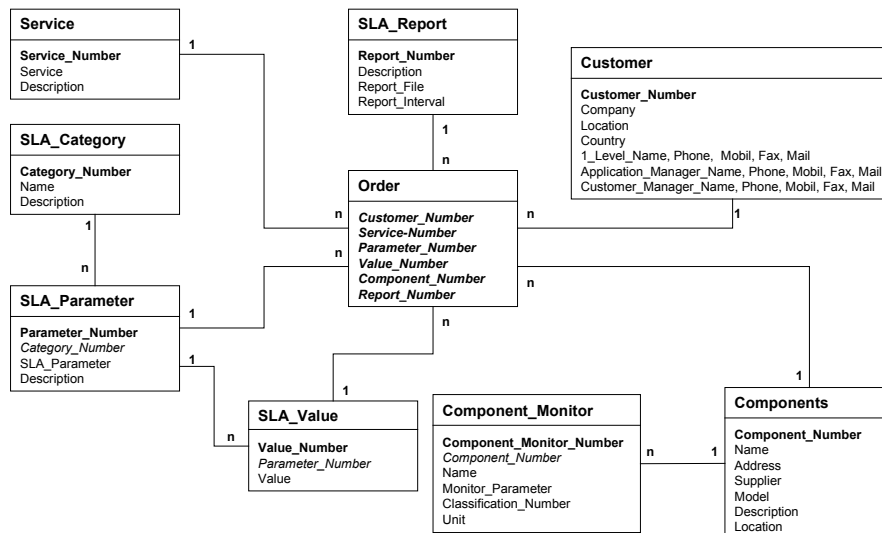 Service
Service_Number
Service
Description
1
SLA_Report
Report_Number
Description
Report_File
Report_Interval
1
n
Customer
Customer_Number
Company
Location
Country
1_Level_Name, Phone, Mobil, Fax, Mail
Application_Manager_Name, Phone, Mobil, Fax, Mail
Customer_Manager_Name, Phone, Mobil, Fax, Mail
1
SLA_Category
Category_Number
Name
Description
1
n
Order
Customer_Number
Service-Number
Parameter_Number
Value_Number
Component_Number
Report_Number
n
n
n
n
n
SLA_Parameter
Parameter_Number
Category_Number
SLA_Parameter
Description
1
1
n
SLA_Value
Value_Number
Parameter_Number
Value
1
Component_Monitor
Component_Monitor_Number
Component_Number
Name
Monitor_Parameter
Classification_Number
Unit
n
1
Components
Component_Number
Name
Address
Supplier
Model
Description
Location
1